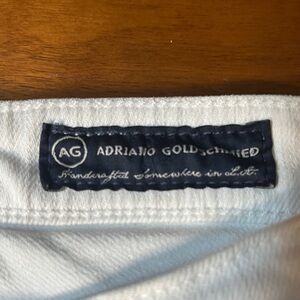 AG ADRIANO GOLDSCHMIED
Handcrafted Somewhere in L.A.